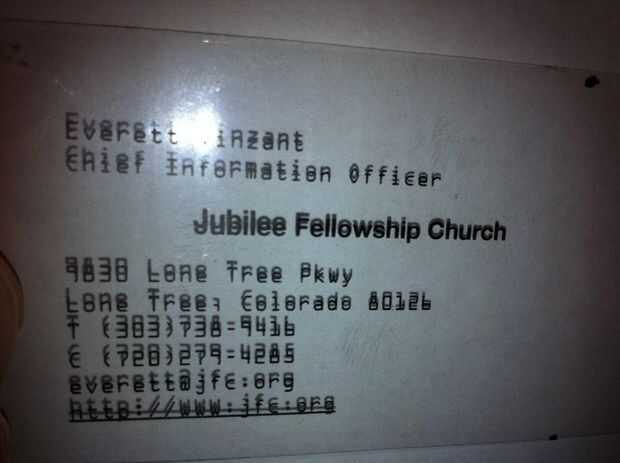 Everett
Chief Information Officer
Jubilee Fellowship Church
9830 Lone Tree Pkwy
Lone Tree, Colorado
T (303)738-9416
C (720)279-4285
everett@jfc.org
http://www.jfc.org